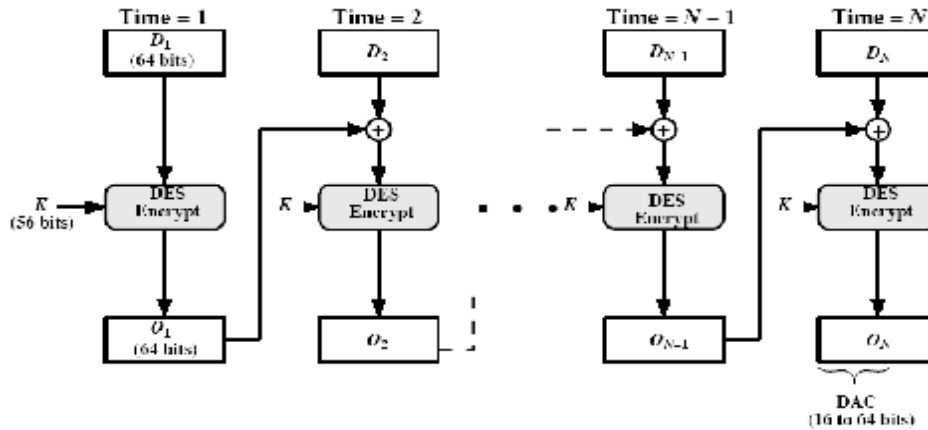 Time = 1
Time = 2
Time = N − 1
Time = N
D1
(64 bits)
D2
DN-1
DN
+
+
+
K
(56 bits)
DES
Encrypt
K
DES
Encrypt
• • •
K
DES
Encrypt
K
DES
Encrypt
O1
(64 bits)
O2
ON-1
ON
DAC
(16 to 64 bits)